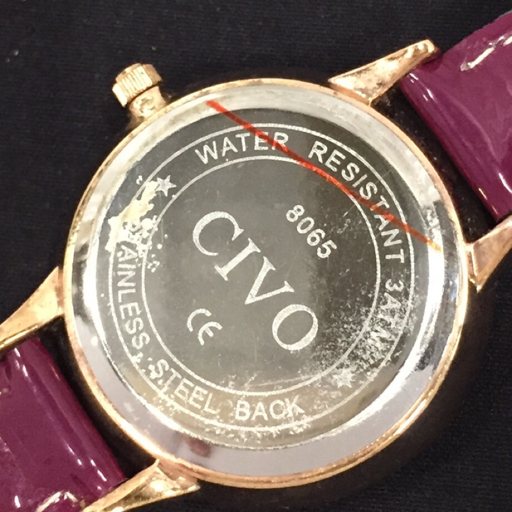 WATER RESISTANT 3ATM
8065
CIVO
CE
STAINLESS STEEL BACK